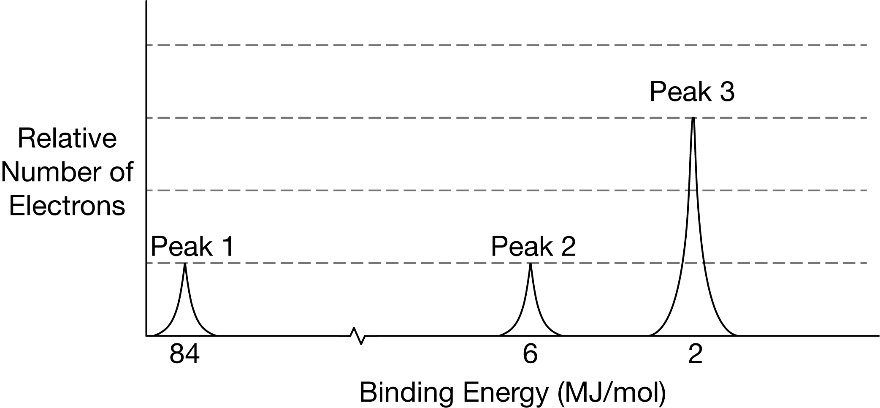 Peak 3
Relative
Number of
Electrons
Peak 1
Peak 2
84
6
2
Binding Energy (MJ/mol)